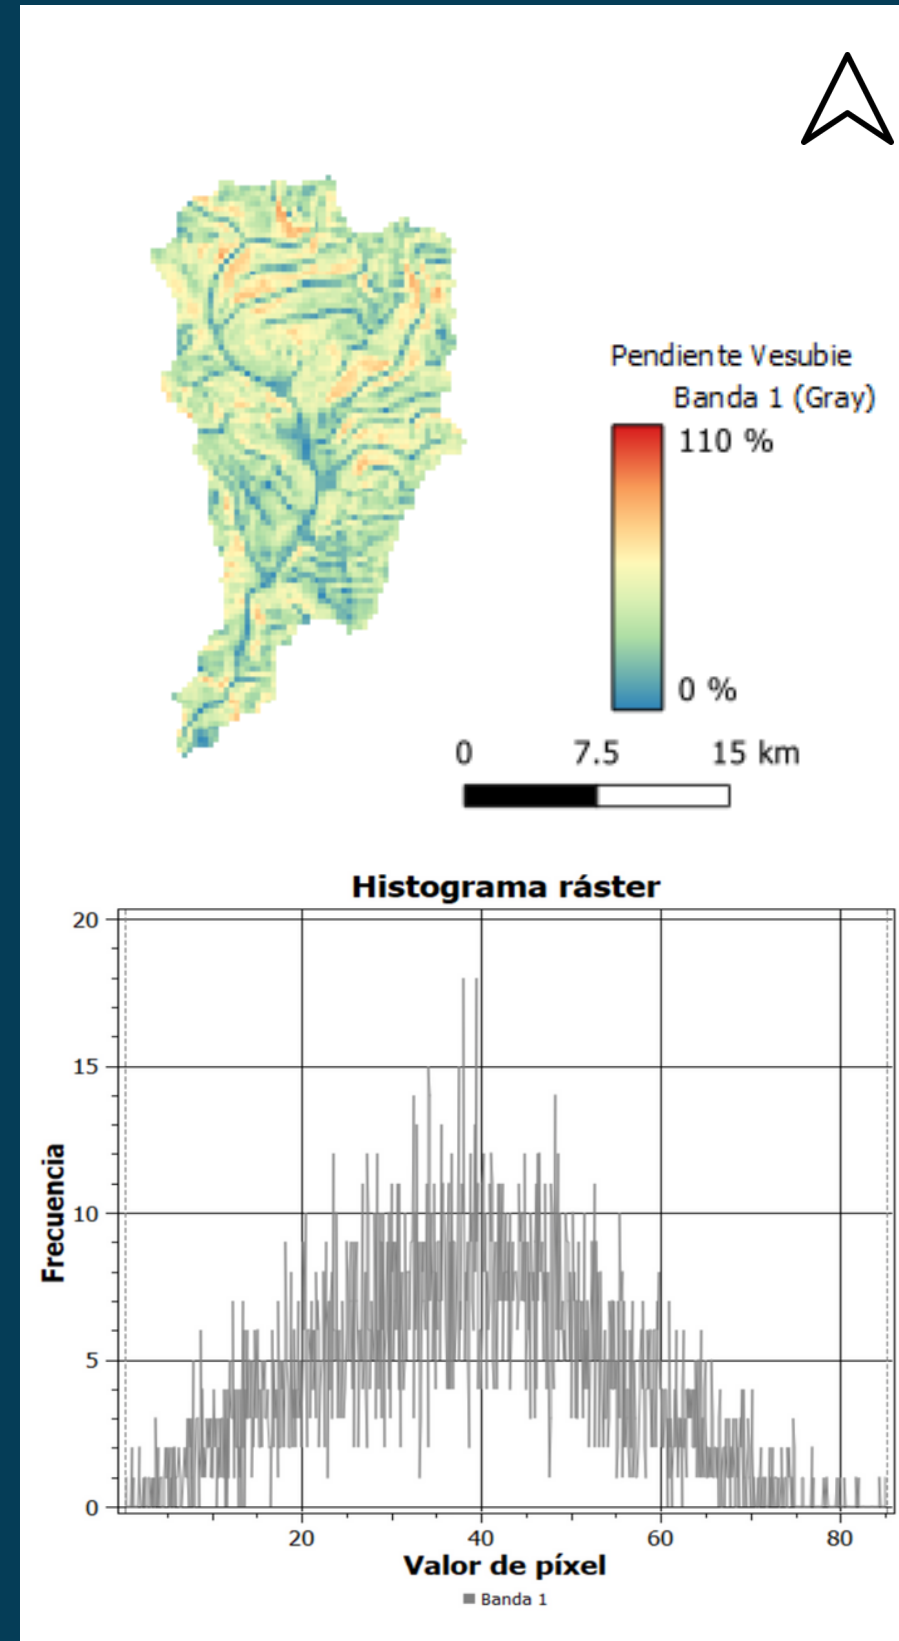 Pendiente Vesubie
Banda 1 (Gray)
110 %
0 %
0 7.5 15 km
Histograma ráster
20
15
10
5
0
Frecuencia
20 40 60 80
Valor de píxel
Banda 1